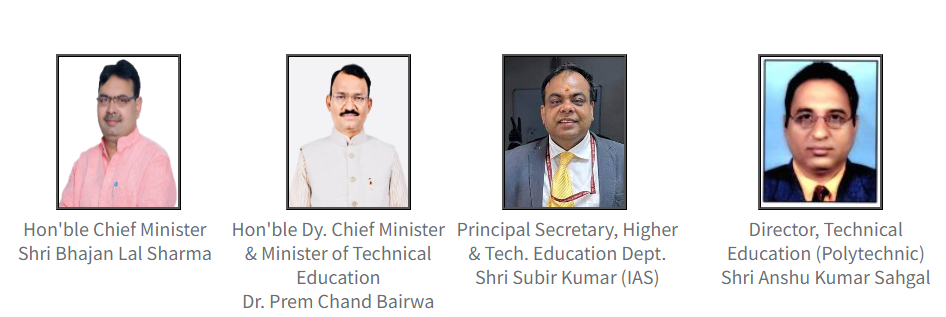 Hon'ble Chief Minister
Shri Bhajan Lal Sharma
Hon'ble Dy. Chief Minister
& Minister of Technical
Education
Dr. Prem Chand Bairwa
Principal Secretary, Higher
& Tech. Education Dept.
Shri Subir Kumar (IAS)
Director, Technical
Education (Polytechnic)
Shri Anshu Kumar Sahgal